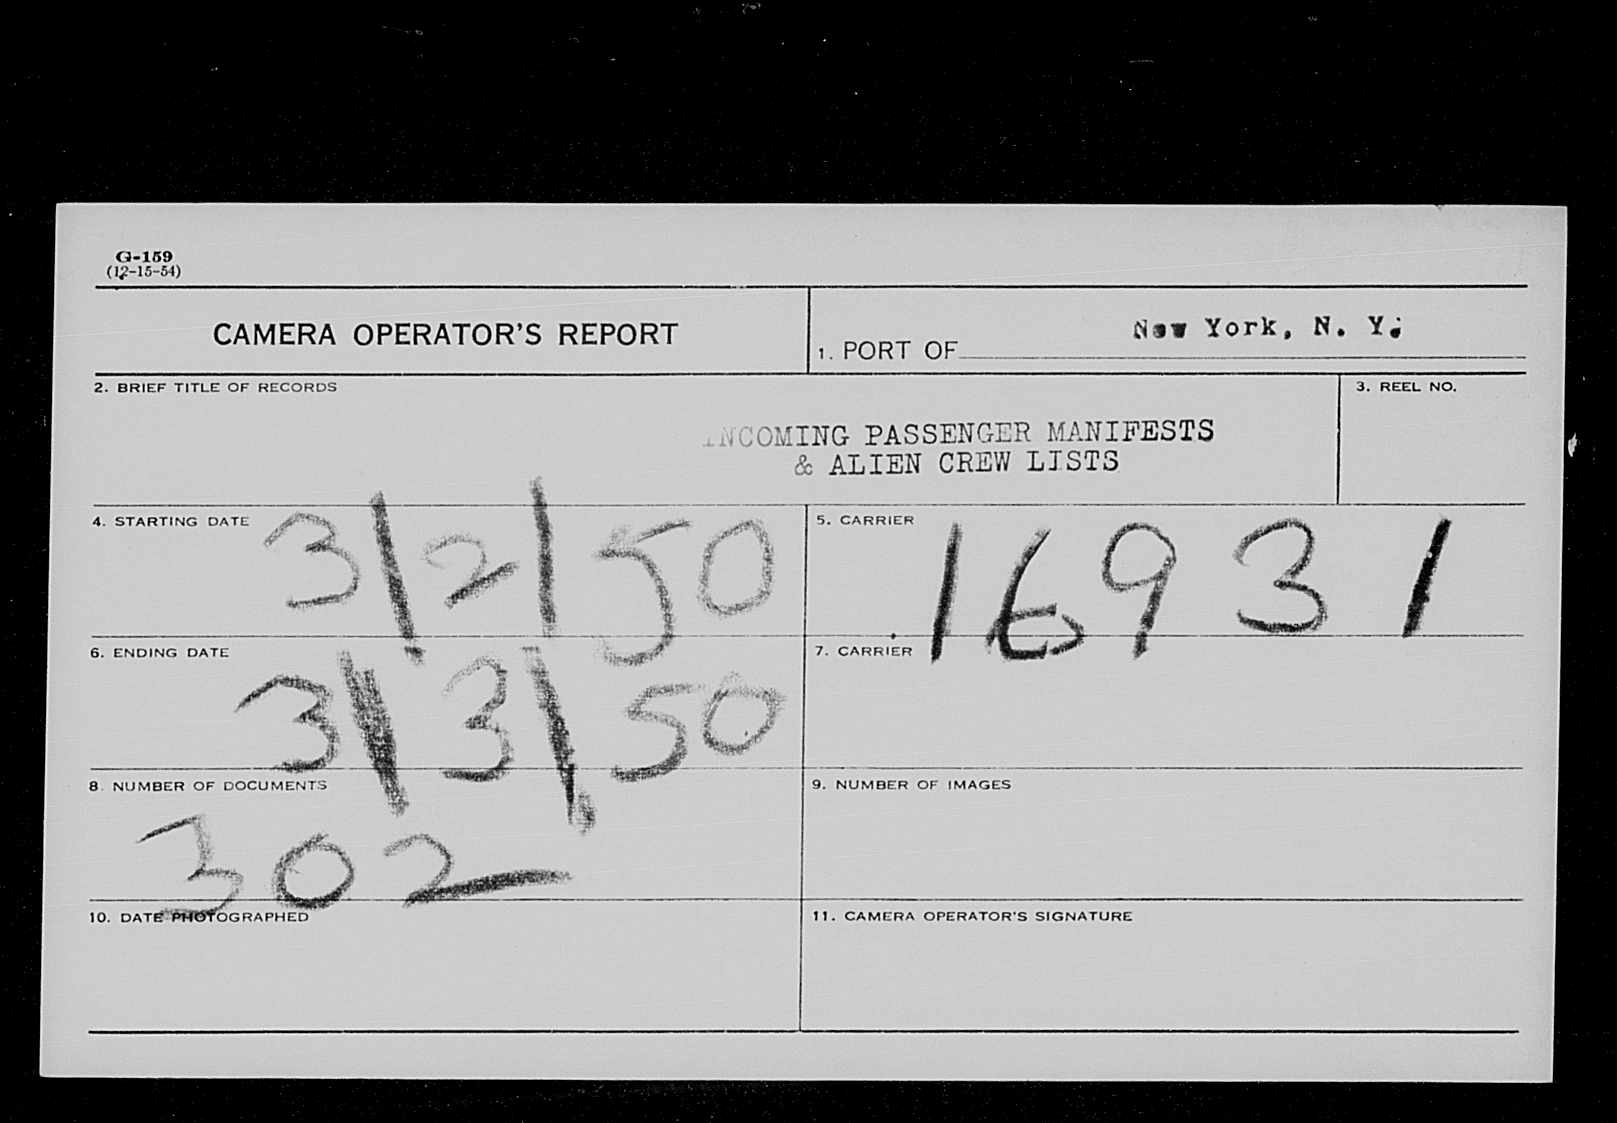 G-159
(12-15-54)
CAMERA OPERATOR'S REPORT
1. PORT OF New York, N. Y.
2. BRIEF TITLE OF RECORDS
INCOMING PASSENGER MANIFESTS
& ALIEN CREW LISTS
3. REEL NO.
4. STARTING DATE 3/2/50
5. CARRIER 16931
6. ENDING DATE 3/3/50
7. CARRIER
8. NUMBER OF DOCUMENTS 302
9. NUMBER OF IMAGES
10. DATE PHOTOGRAPHED
11. CAMERA OPERATOR'S SIGNATURE